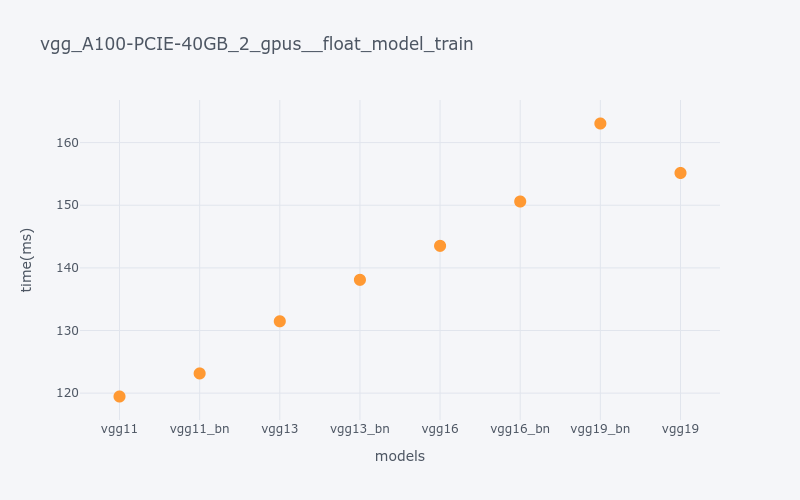 vgg_A100-PCIE-40GB_2_gpus__float_model_train
time(ms)
160
150
140
130
120
vgg11 vgg11_bn vgg13 vgg13_bn vgg16 vgg16_bn vgg19_bn vgg19
models